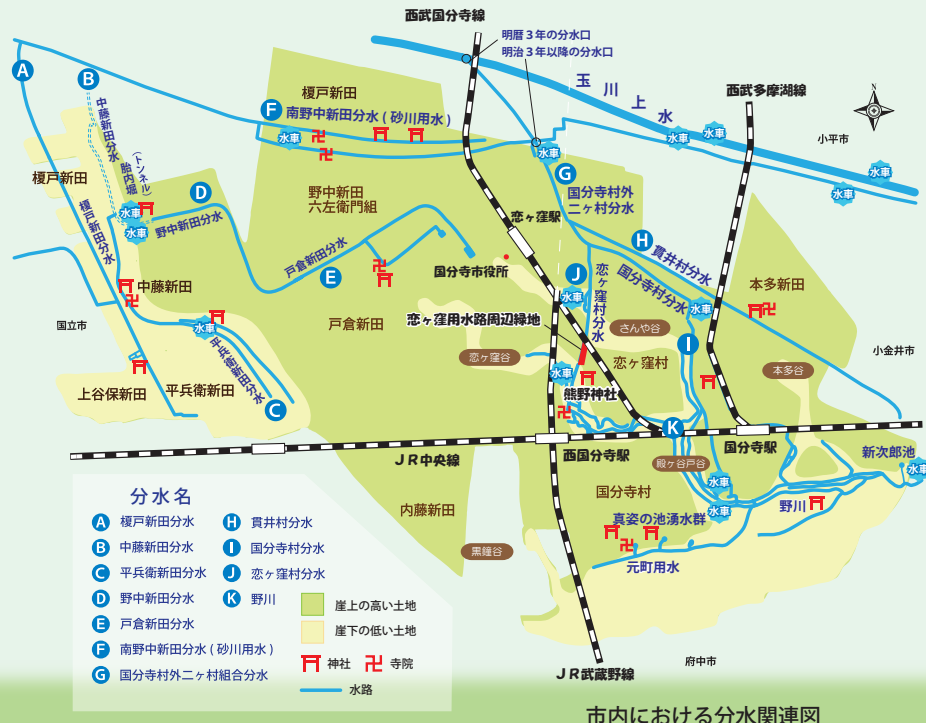 西武国分寺線
明暦３年の分水口
明治３年以降の分水口
玉川上水
西武多摩湖線
N
小平市
A
B
榎戸新田
F
南野中新田分水 ( 砂川用水 )
水車
水車
水車
水車
水車
水車
中藤新田分水
(トンネル)
胎内堀
榎戸新田
D
水車
水車
野中新田分水
榎戸新田分水
野中新田
六左衛門組
G
国分寺村外
二ヶ村分水
恋ヶ窪駅
H
貫井村分水
戸倉新田分水
E
国分寺市役所
J
恋ヶ窪村分水
国分寺村分水
本多新田
中藤新田
水車
水車
国立市
水車
平兵衛新田分水
戸倉新田
恋ヶ窪用水路周辺緑地
さんや谷
I
小金井市
恋ヶ窪谷
恋ヶ窪村
本多谷
水車
上谷保新田
平兵衛新田
熊野神社
C
K
ＪＲ中央線
西国分寺駅
国分寺駅
殿ヶ谷戸谷
新次郎池
水車
水車
水車
内藤新田
国分寺村
野川
真姿の池湧水群
黒鐘谷
元町用水
ＪＲ武蔵野線
府中市
分水名
A 榎戸新田分水
B 中藤新田分水
C 平兵衛新田分水
D 野中新田分水
E 戸倉新田分水
F 南野中新田分水 ( 砂川用水 )
G 国分寺村外二ヶ村組合分水
H 貫井村分水
I 国分寺村分水
J 恋ヶ窪村分水
K 野川
崖上の高い土地
崖下の低い土地
神社 卍 寺院
水路
市内における分水関連図